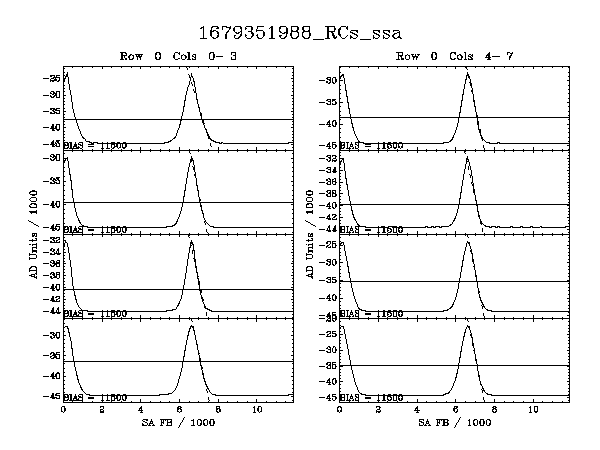 1679351988_RCs_ssa
Row 0 Cols 0- 3
Row 0 Cols 4- 7
-25
-30
-35
-40
-45
BIAS = 11600
-30
-35
-40
-45
BIAS = 11600
-30
-35
-40
-45
BIAS = 11600
-32
-34
-36
-38
-40
-42
-44
BIAS = 11600
AD Units / 1000
AD Units / 1000
-32
-34
-36
-38
-40
-42
-44
BIAS = 11600
-25
-30
-35
-40
-45
BIAS = 11600
-30
-35
-40
-45
BIAS = 11600
-20
-25
-30
-35
-40
-45
BIAS = 11600
0 2 4 6 8 10
0 2 4 6 8 10
SA FB / 1000
SA FB / 1000